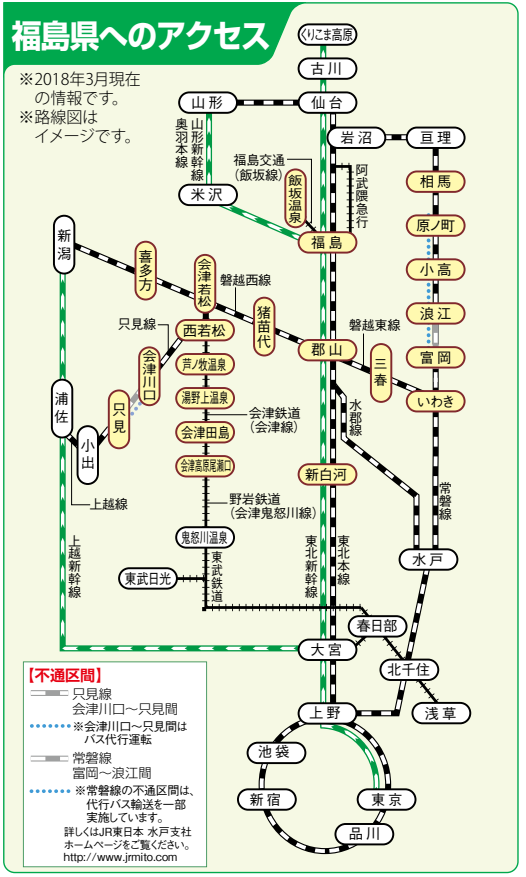 福島県へのアクセス
※2018年3月現在
の情報です。
※路線図は
イメージです。
くりこま高原
古川
山形
仙台
岩沼
亘理
奥羽本線
山形新幹線
福島交通
(飯坂線)
阿武隈急行
相馬
米沢
飯坂温泉
原ノ町
新潟
福島
喜多方
会津若松
磐越西線
小高
猪苗代
浪江
只見線
西若松
磐越東線
郡山
三春
富岡
会津川口
芦ノ牧温泉
いわき
浦佐
只見
湯野上温泉
水郡線
小出
会津鉄道
(会津線)
会津田島
会津高原尾瀬口
新白河
上越線
野岩鉄道
(会津鬼怒川線)
常磐線
上越新幹線
鬼怒川温泉
東北新幹線
東北本線
水戸
東武日光
東武鉄道
春日部
大宮
北千住
上野
浅草
池袋
新宿
東京
品川
【不通区間】
只見線
会津川口〜只見間
※会津川口〜只見間は
バス代行運転
常磐線
富岡〜浪江間
※常磐線の不通区間は、
代行バス輸送を一部
実施しています。
詳しくはJR東日本 水戸支社
ホームページをご覧ください。
http://www.jrmito.com